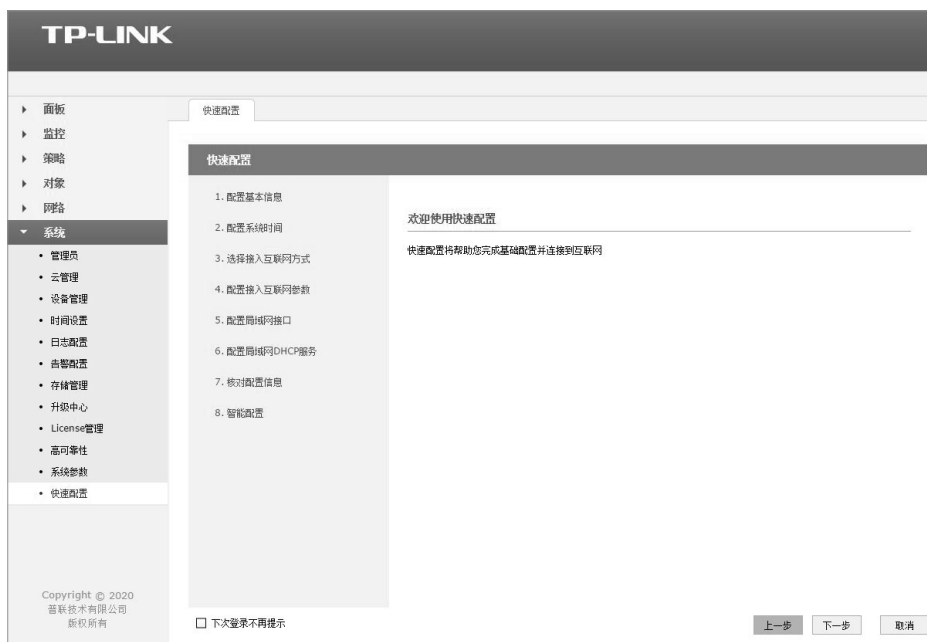 TP-LINK
面板
监控
策略
对象
网络
系统
• 管理员
• 云管理
• 设备管理
• 时间设置
• 日志配置
• 告警配置
• 存储管理
• 升级中心
• License管理
• 高可靠性
• 系统参数
• 快速配置
Copyright © 2020
普联技术有限公司
版权所有
快速配置
快速配置
1. 配置基本信息
2. 配置系统时间
3. 选择接入互联网方式
4. 配置接入互联网参数
5. 配置局域网接口
6. 配置局域网DHCP服务
7. 核对配置信息
8. 智能配置
欢迎使用快速配置
快速配置将帮助您完成基础配置并连接到互联网
下次登录不再提示
上一步
下一步
取消